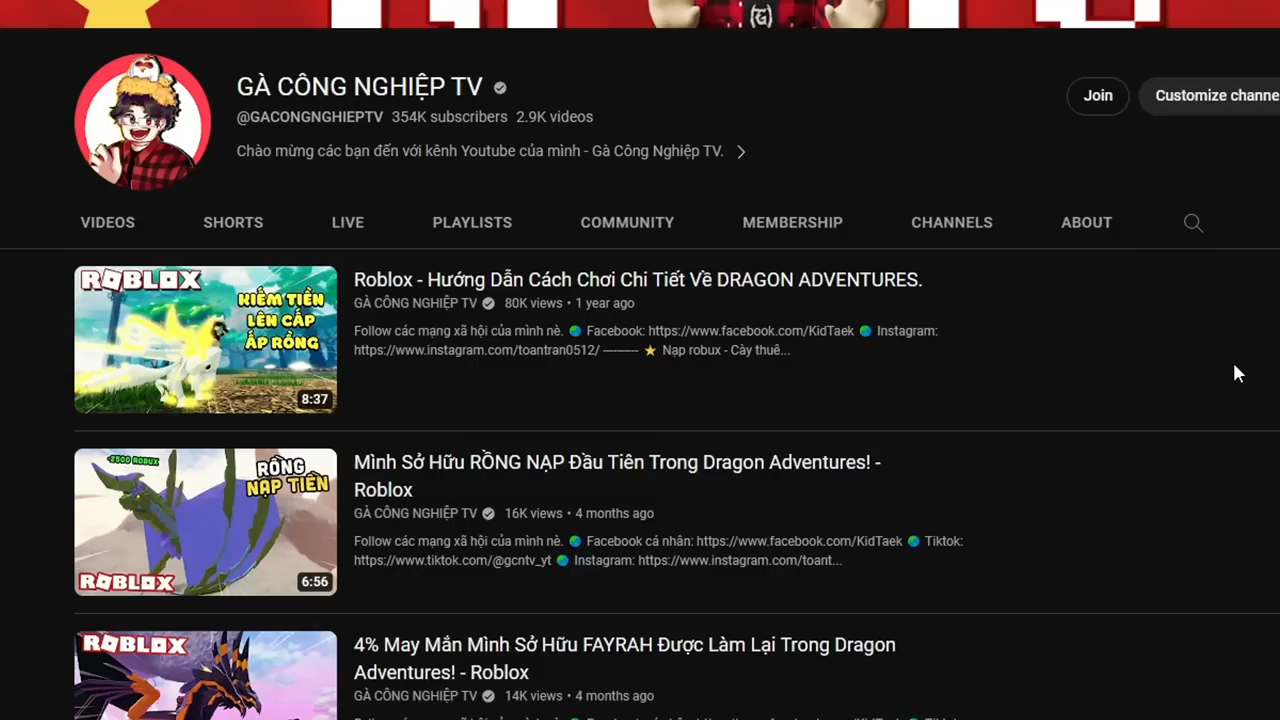 GÀ CÔNG NGHIỆP TV
@GACONGNGHIEPTV 354K subscribers 2.9K videos
Chào mừng các bạn đến với kênh Youtube của mình - Gà Công Nghiệp TV.
Join
Customize channe
VIDEOS SHORTS LIVE PLAYLISTS COMMUNITY MEMBERSHIP CHANNELS ABOUT
ROBLOX
KIẾM TIỀN
LÊN CẤP
ẤP RỒNG
8:37
Roblox - Hướng Dẫn Cách Chơi Chi Tiết Về DRAGON ADVENTURES.
GÀ CÔNG NGHIỆP TV 80K views • 1 year ago
Follow các mạng xã hội của mình nè. Facebook: https://www.facebook.com/KidTaek Instagram:
https://www.instagram.com/toantran0512/ ——— Nạp robux - Cày thuê...
-2500 ROBUX
RỒNG
NẠP TIỀN
ROBLOX
6:56
Mình Sở Hữu RỒNG NẠP Đầu Tiên Trong Dragon Adventures! -
Roblox
GÀ CÔNG NGHIỆP TV 16K views • 4 months ago
Follow các mạng xã hội của mình nè. Facebook cá nhân: https://www.facebook.com/KidTaek Tiktok:
https://www.tiktok.com/@gcntv_yt Instagram: https://www.instagram.com/toant...
ROBLOX
4% May Mắn Mình Sở Hữu FAYRAH Được Làm Lại Trong Dragon
Adventures! - Roblox
GÀ CÔNG NGHIỆP TV 14K views • 4 months ago